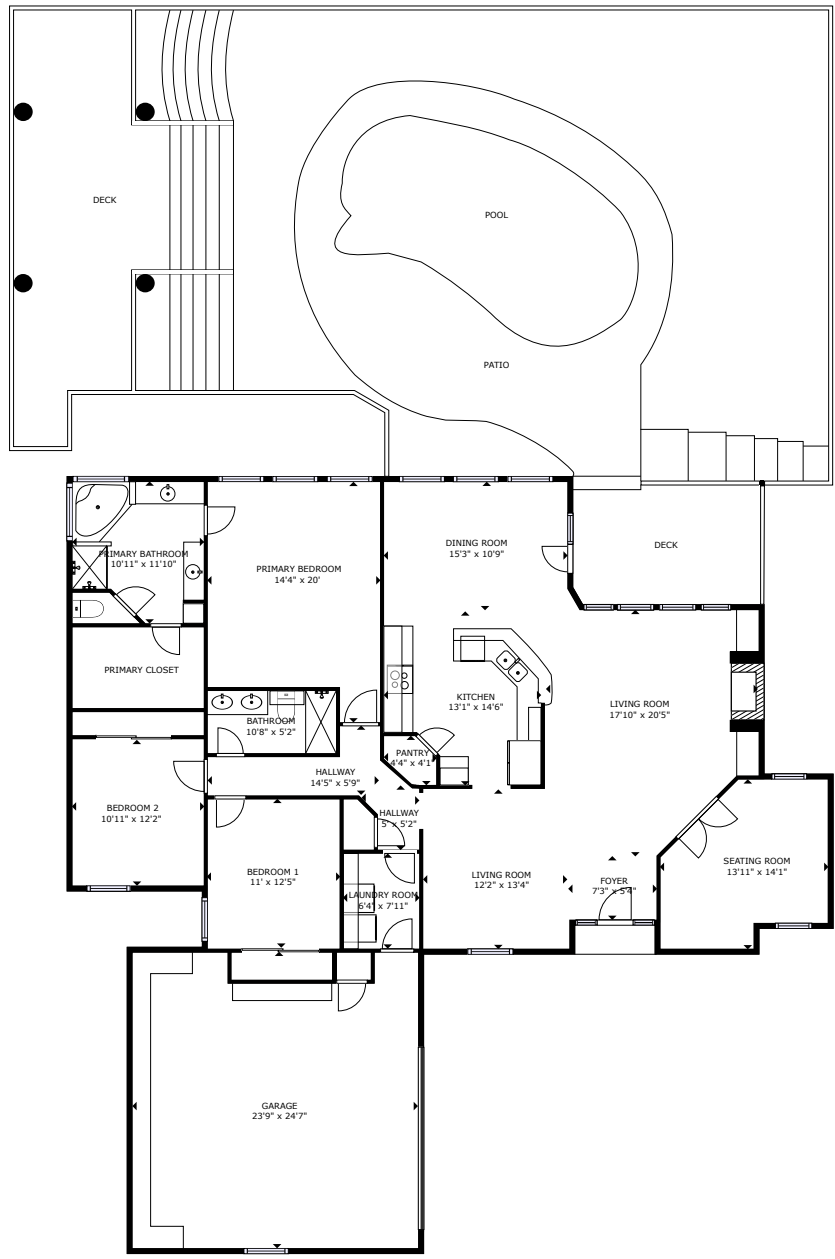 DECK
POOL
PATIO
DINING ROOM
15'3" x 10'9"
DECK
PRIMARY BATHROOM
10'11" x 11'10"
PRIMARY BEDROOM
14'4" x 20'
PRIMARY CLOSET
KITCHEN
13'1" x 14'6"
LIVING ROOM
17'10" x 20'5"
BATHROOM
10'8" x 5'2"
PANTRY
4'4" x 4'1"
HALLWAY
14'5" x 5'9"
BEDROOM 2
10'11" x 12'2"
HALLWAY
5' x 5'2"
BEDROOM 1
11' x 12'5"
LAUNDRY ROOM
6'4" x 7'11"
LIVING ROOM
12'2" x 13'4"
FOYER
7'3" x 5'4"
SEATING ROOM
13'11" x 14'1"
GARAGE
23'9" x 24'7"